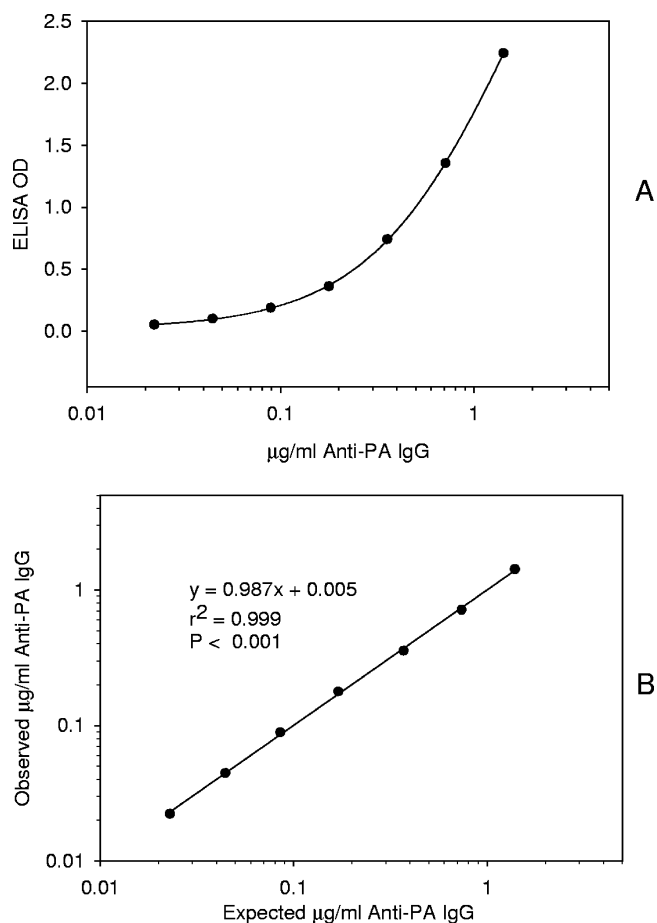 2.5
2.0
1.5
1.0
0.5
0.0
ELISA OD
0.01
0.1
1
µg/ml Anti-PA IgG
A
1
0.1
0.01
Observed µg/ml Anti-PA IgG
y = 0.987x + 0.005
r² = 0.999
P < 0.001
0.01
0.1
1
Expected µg/ml Anti-PA IgG
B